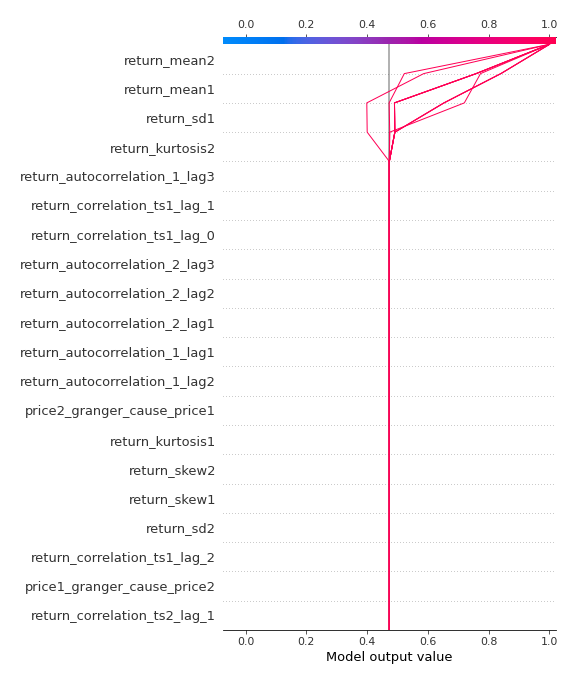 0.0 0.2 0.4 0.6 0.8 1.0
return_mean2
return_mean1
return_sd1
return_kurtosis2
return_autocorrelation_1_lag3
return_correlation_ts1_lag_1
return_correlation_ts1_lag_0
return_autocorrelation_2_lag3
return_autocorrelation_2_lag2
return_autocorrelation_2_lag1
return_autocorrelation_1_lag1
return_autocorrelation_1_lag2
price2_granger_cause_price1
return_kurtosis1
return_skew2
return_skew1
return_sd2
return_correlation_ts1_lag_2
price1_granger_cause_price2
return_correlation_ts2_lag_1
0.0 0.2 0.4 0.6 0.8 1.0
Model output value